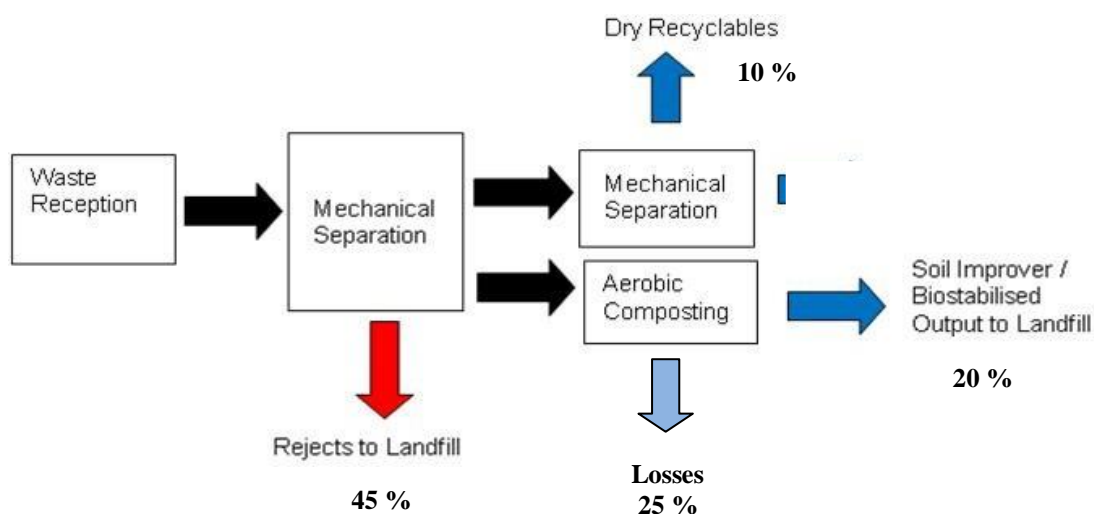 Dry Recyclables
10 %
Waste
Reception
Mechanical
Separation
Mechanical
Separation
Aerobic
Composting
Soil Improver /
Biostabilised
Output to Landfill
20 %
Rejects to Landfill
45 %
Losses
25 %